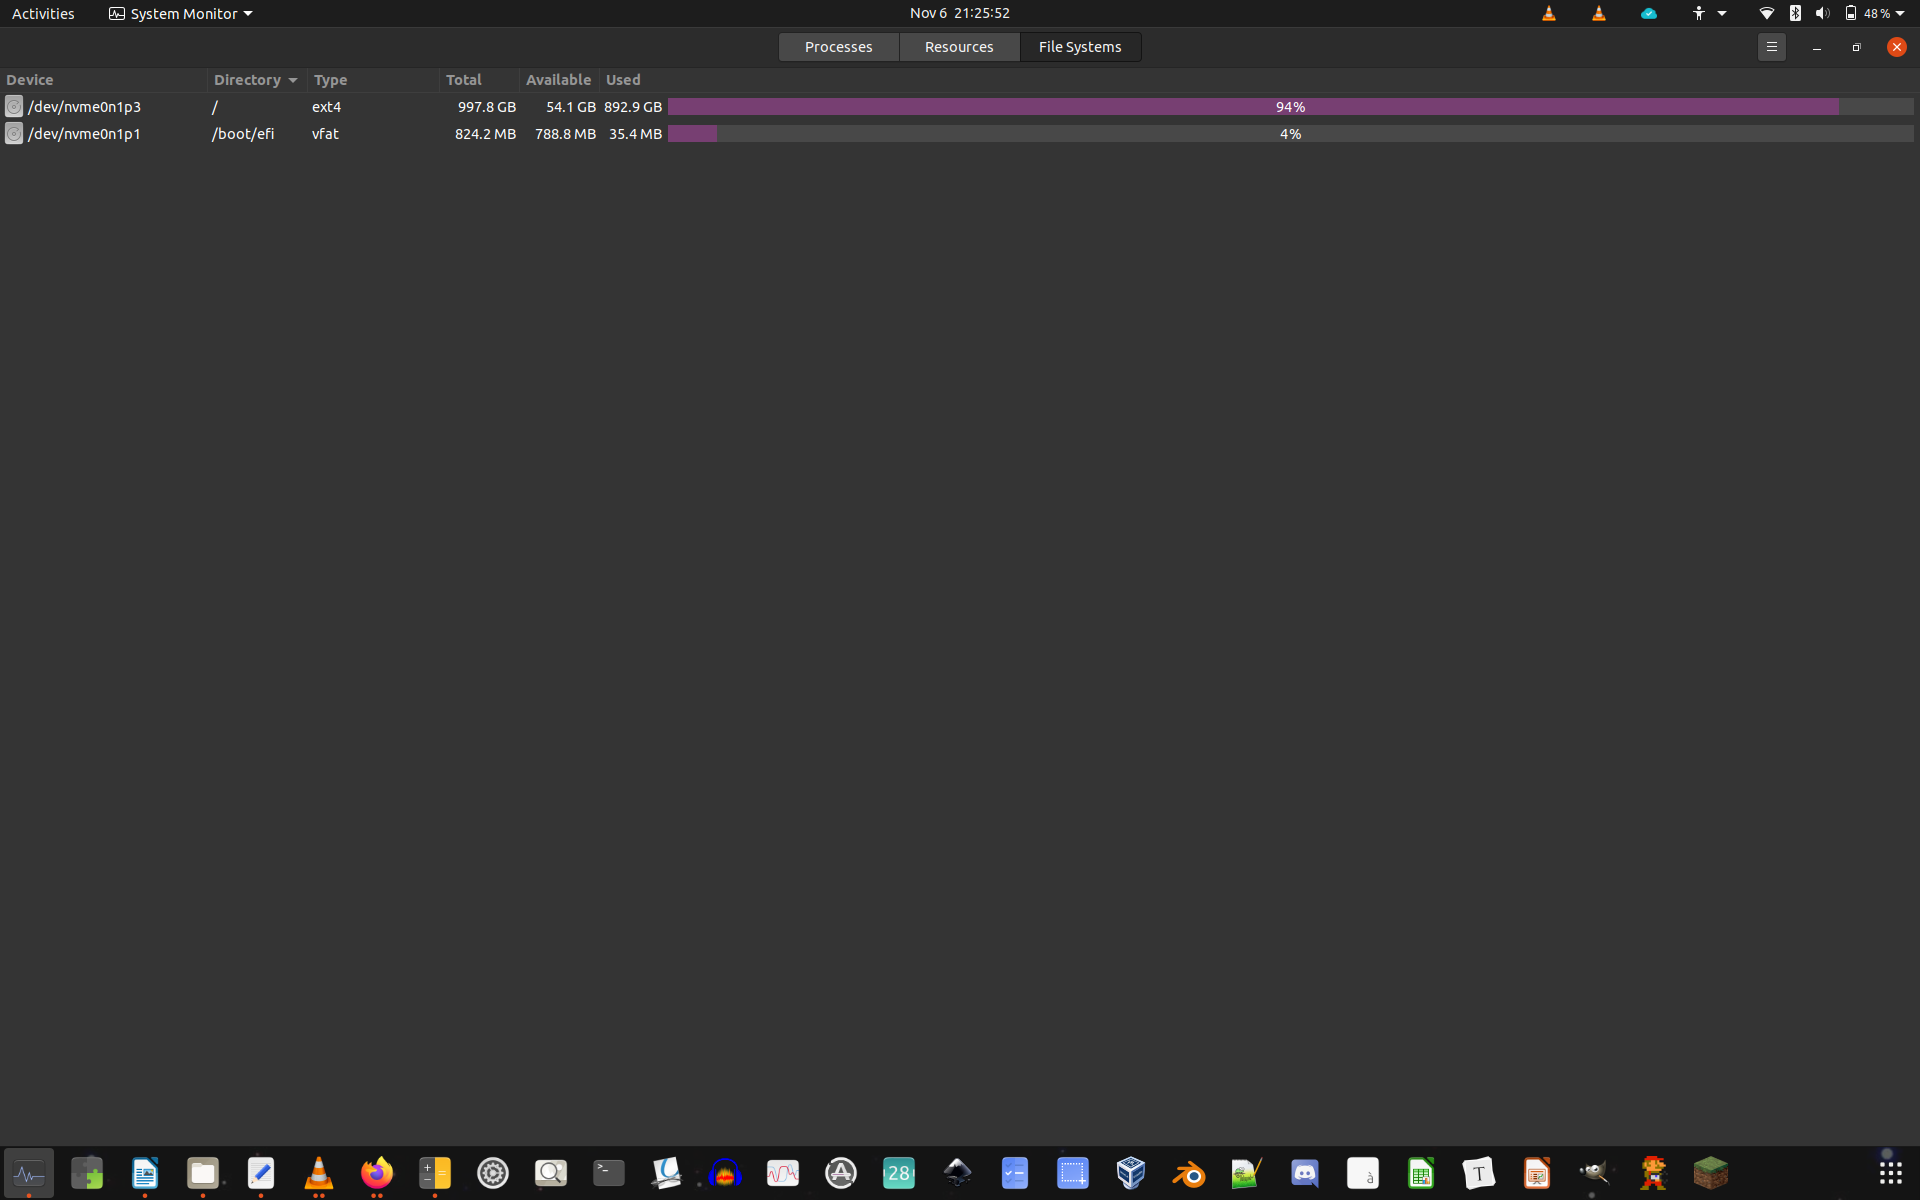 Activities System Monitor Nov 6 21:25:52 48 %
Processes Resources File Systems
Device Directory Type Total Available Used
/dev/nvme0n1p3 / ext4 997.8 GB 54.1 GB 892.9 GB 94%
/dev/nvme0n1p1 /boot/efi vfat 824.2 MB 788.8 MB 35.4 MB 4%
>_ 28 a T